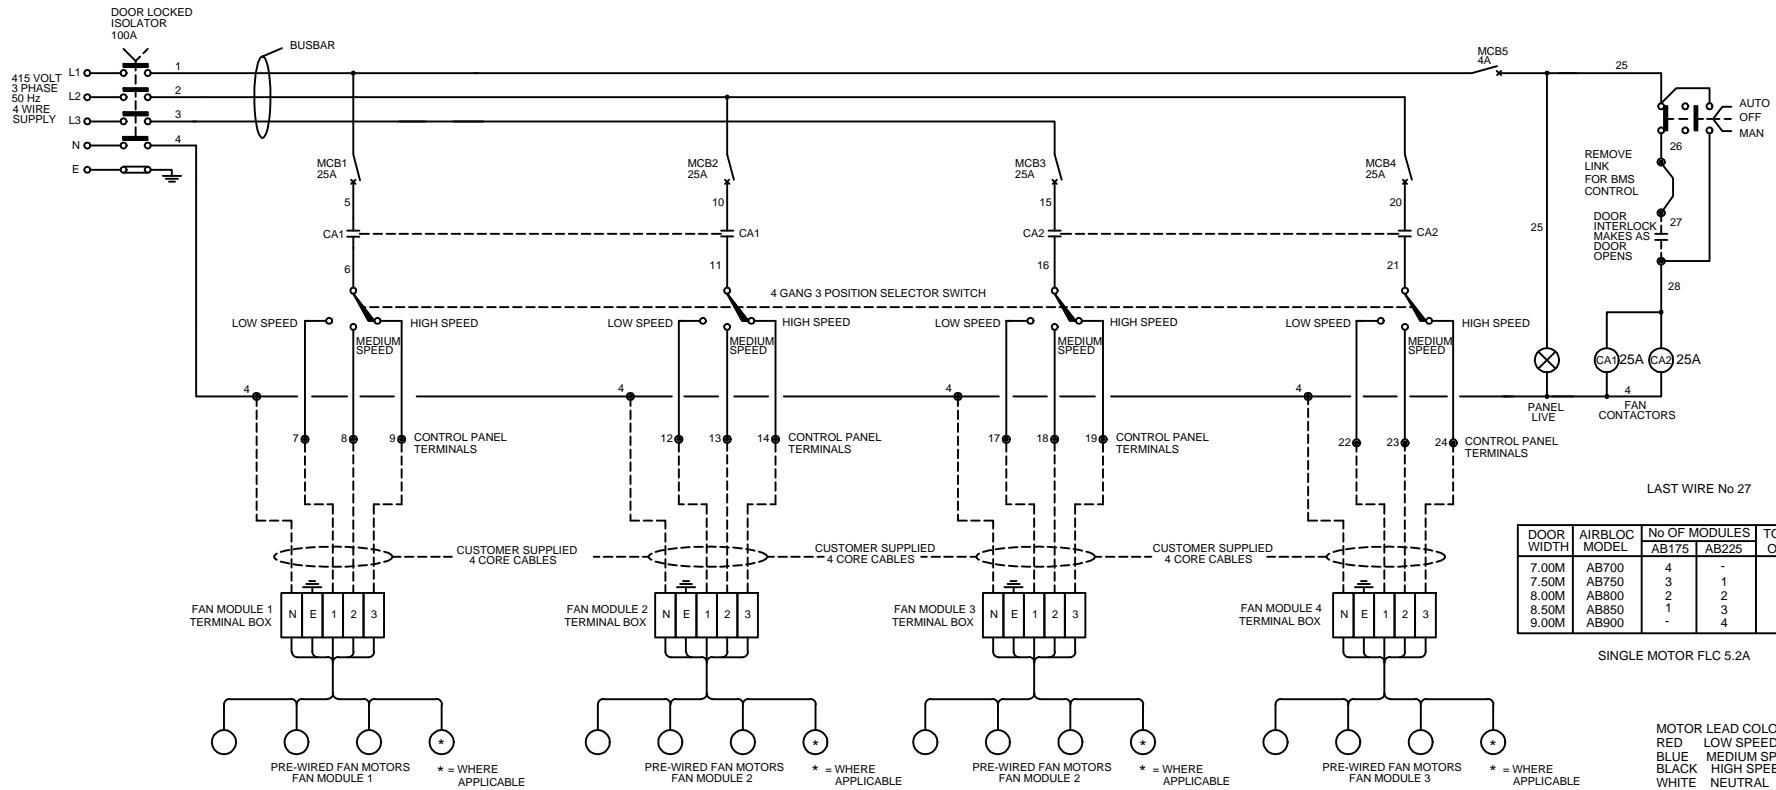 DOOR LOCKED
ISOLATOR
100A
BUSBAR
415 VOLT
3 PHASE
50 Hz
4 WIRE
SUPPLY
L1
L2
L3
N
E
1
2
3
4
MCB5
4A
25
AUTO
OFF
MAN
26
REMOVE
LINK
FOR BMS
CONTROL
DOOR
INTERLOCK
MAKES AS
DOOR
OPENS
27
28
25
MCB1
25A
MCB2
25A
MCB3
25A
MCB4
25A
5
10
15
20
CA1
CA1
CA2
CA2
6
11
16
21
4 GANG 3 POSITION SELECTOR SWITCH
LOW SPEED
HIGH SPEED
MEDIUM
SPEED
LOW SPEED
HIGH SPEED
MEDIUM
SPEED
LOW SPEED
HIGH SPEED
MEDIUM
SPEED
LOW SPEED
HIGH SPEED
MEDIUM
SPEED
CA1 25A
CA2 25A
4
4
4
4
4
PANEL
LIVE
FAN
CONTACTORS
7 8 9
CONTROL PANEL
TERMINALS
12 13 14
CONTROL PANEL
TERMINALS
17 18 19
CONTROL PANEL
TERMINALS
22 23 24
CONTROL PANEL
TERMINALS
LAST WIRE No 27
CUSTOMER SUPPLIED
4 CORE CABLES
CUSTOMER SUPPLIED
4 CORE CABLES
CUSTOMER SUPPLIED
4 CORE CABLES
DOOR WIDTH AIRBLOC MODEL No OF MODULES TO
AB175 AB225 O
7.00M AB700 4 -
7.50M AB750 3 1
8.00M AB800 2 2
8.50M AB850 1 3
9.00M AB900 - 4
SINGLE MOTOR FLC 5.2A
FAN MODULE 1
TERMINAL BOX
N E 1 2 3
FAN MODULE 2
TERMINAL BOX
N E 1 2 3
FAN MODULE 3
TERMINAL BOX
N E 1 2 3
FAN MODULE 4
TERMINAL BOX
N E 1 2 3
*
PRE-WIRED FAN MOTORS
FAN MODULE 1
* = WHERE
APPLICABLE
*
PRE-WIRED FAN MOTORS
FAN MODULE 2
* = WHERE
APPLICABLE
*
PRE-WIRED FAN MOTORS
FAN MODULE 2
* = WHERE
APPLICABLE
*
PRE-WIRED FAN MOTORS
FAN MODULE 3
* = WHERE
APPLICABLE
MOTOR LEAD COLO
RED LOW SPEED
BLUE MEDIUM SP
BLACK HIGH SPEE
WHITE NEUTRAL